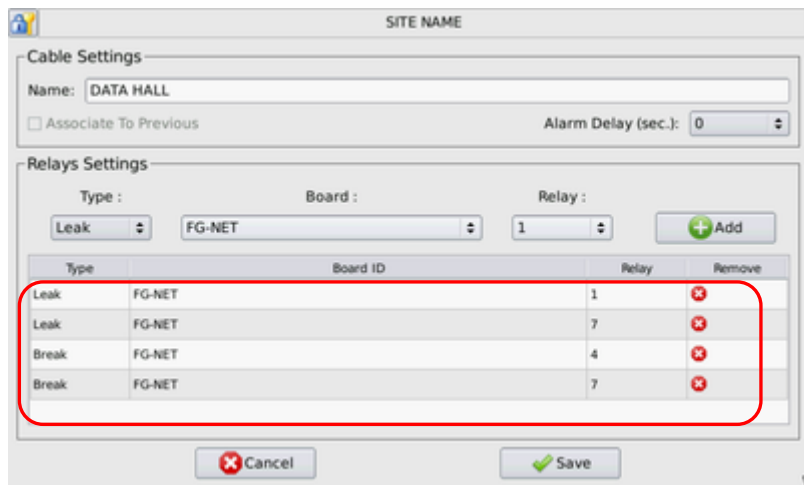 SITE NAME
Cable Settings
Name: DATA HALL
Associate To Previous Alarm Delay (sec.): 0
Relays Settings
Type : Board : Relay :
Leak FG-NET 1 Add
Type Board ID Relay Remove
Leak FG-NET 1
Leak FG-NET 7
Break FG-NET 4
Break FG-NET 7
Cancel Save